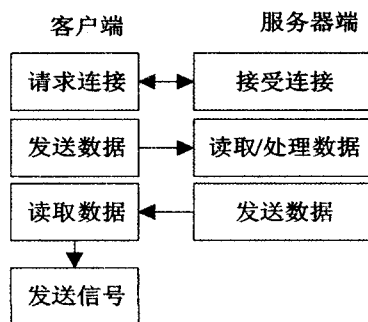 客户端 服务器端
请求连接 接受连接
发送数据 读取/处理数据
读取数据 发送数据
发送信号